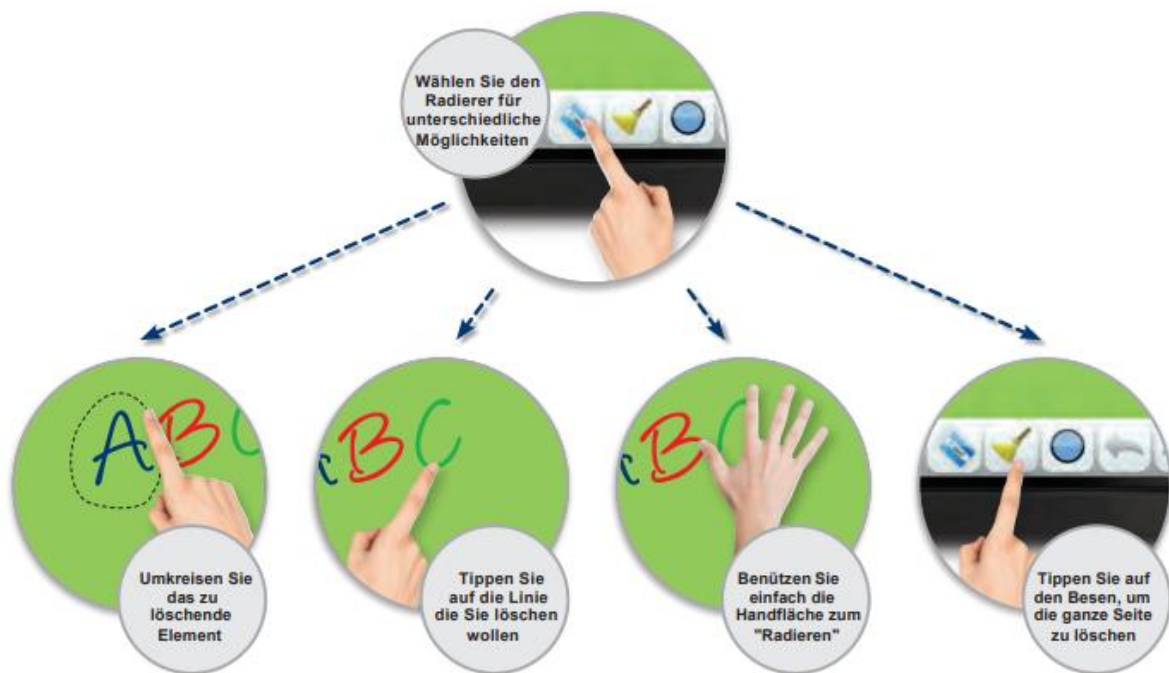 Wählen Sie den
Radierer für
unterschiedliche
Möglichkeiten
A B C
Umkreisen Sie
das zu
löschende
Element
B C
Tippen Sie
auf die Linie
die Sie löschen
wollen
B C
Benützen Sie
einfach die
Handfläche zum
"Radieren"
Tippen Sie auf
den Besen, um
die ganze Seite
zu löschen